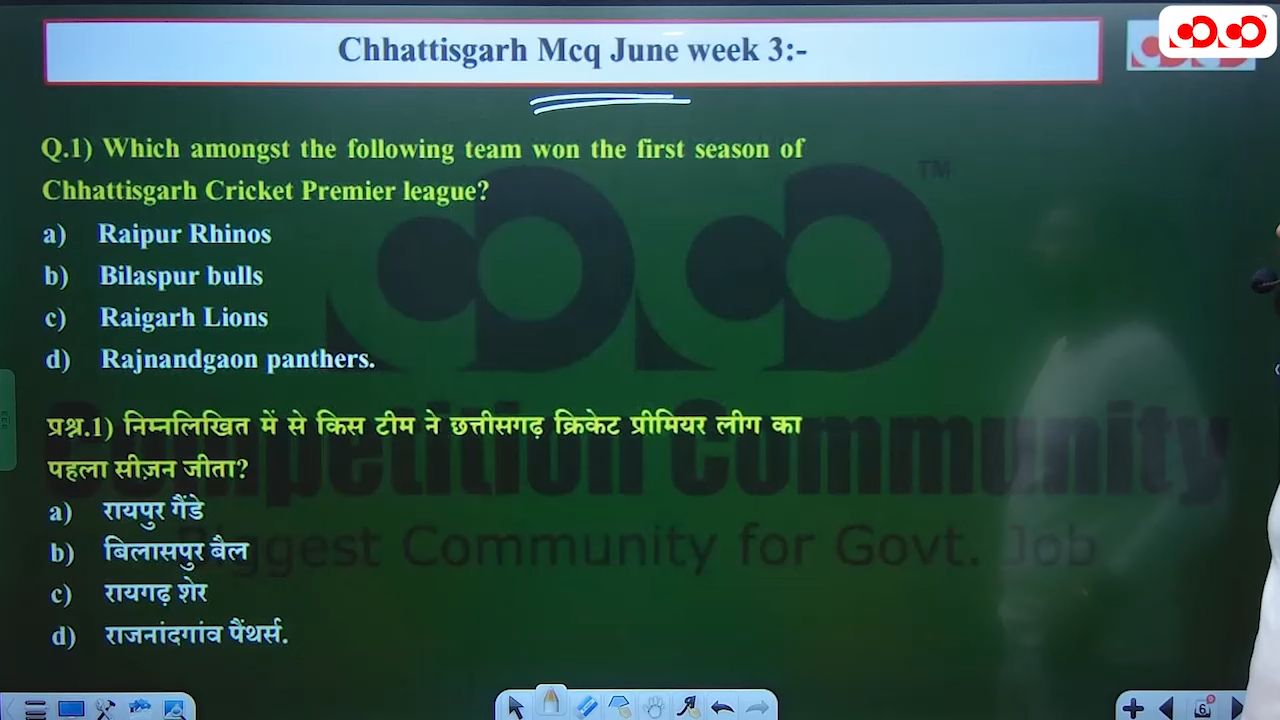 Chhattisgarh Mcq June week 3:-
Q.1) Which amongst the following team won the first season of
Chhattisgarh Cricket Premier league?
a) Raipur Rhinos
b) Bilaspur bulls
c) Raigarh Lions
d) Rajnandgaon panthers.
प्रश्न.1) निम्नलिखित में से किस टीम ने छत्तीसगढ़ क्रिकेट प्रीमियर लीग का
पहला सीज़न जीता?
a) रायपुर गैंडे
b) बिलासपुर बैल
c) रायगढ़ शेर
d) राजनांदगांव पैंथर्स.
TM
Competition Community
Biggest Community for Govt. Job
6